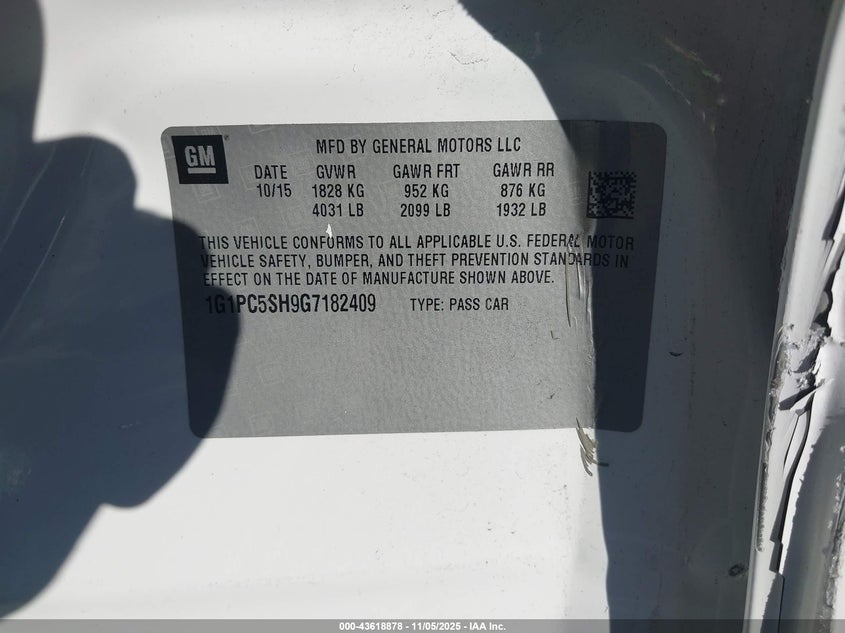 GM
MFD BY GENERAL MOTORS LLC
DATE GVWR GAWR FRT GAWR RR
10/15 1828 KG 952 KG 876 KG
4031 LB 2099 LB 1932 LB
THIS VEHICLE CONFORMS TO ALL APPLICABLE U.S. FEDERAL MOTOR
VEHICLE SAFETY, BUMPER, AND THEFT PREVENTION STANDARDS IN
EFFECT ON THE DATE OF MANUFACTURE SHOWN ABOVE.
1G1PC5SH9G7182409 TYPE: PASS CAR
000-43618878 - 11/05/2025 - IAA Inc.